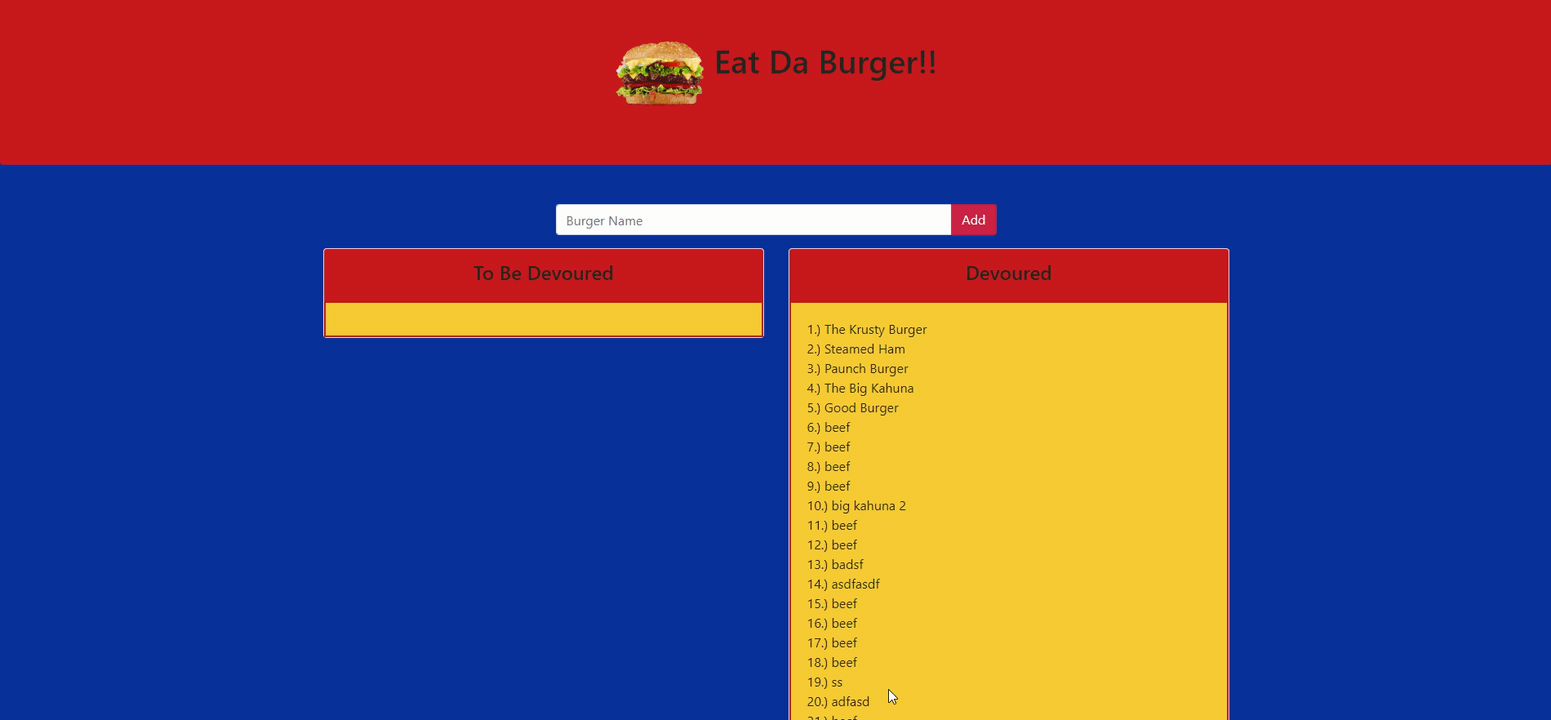 Eat Da Burger!!
Burger Name
Add
To Be Devoured
Devoured
1.) The Krusty Burger
2.) Steamed Ham
3.) Paunch Burger
4.) The Big Kahuna
5.) Good Burger
6.) beef
7.) beef
8.) beef
9.) beef
10.) big kahuna 2
11.) beef
12.) beef
13.) badsf
14.) asdfasdf
15.) beef
16.) beef
17.) beef
18.) beef
19.) ss
20.) adfasd